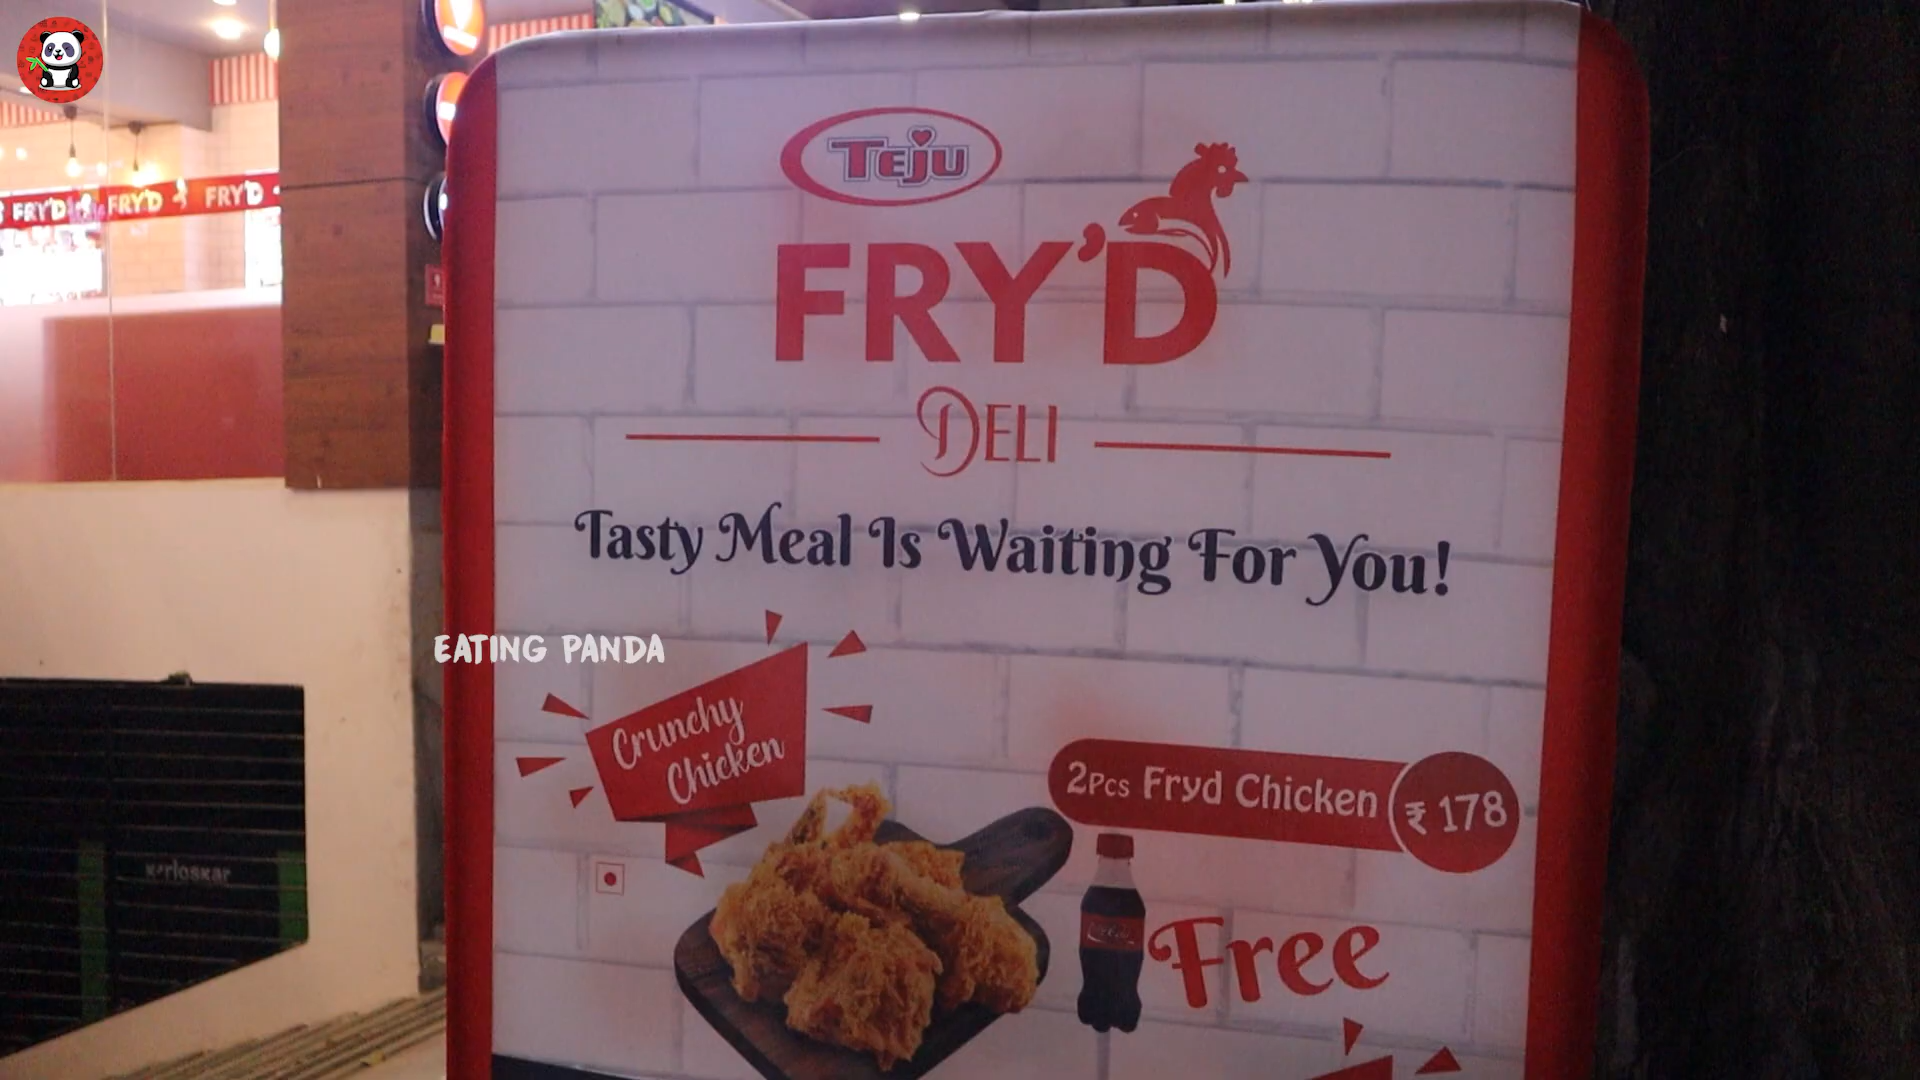 TEJU
FRY'D
DELI
Tasty Meal Is Waiting For You!
EATING PANDA
Crunchy
Chicken
2Pcs Fryd Chicken ₹ 178
Free
FRY'D FRY'D FRY'D
Kirloskar